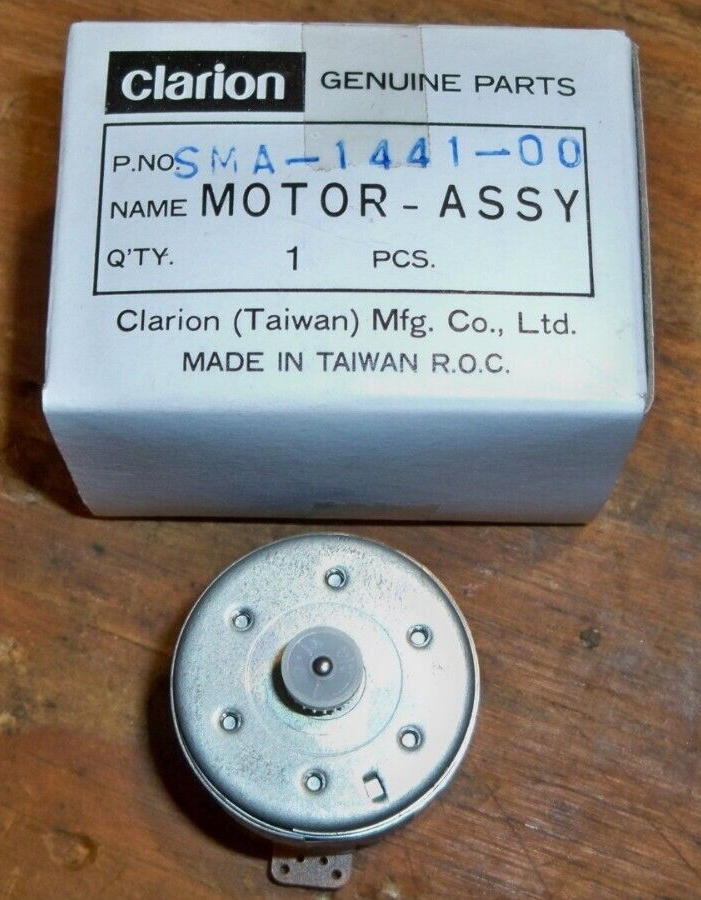 Clarion GENUINE PARTS
P.NO. SMA-1441-00
NAME MOTOR-ASSY
Q'TY. 1 PCS.
Clarion (Taiwan) Mfg. Co., Ltd.
MADE IN TAIWAN R.O.C.